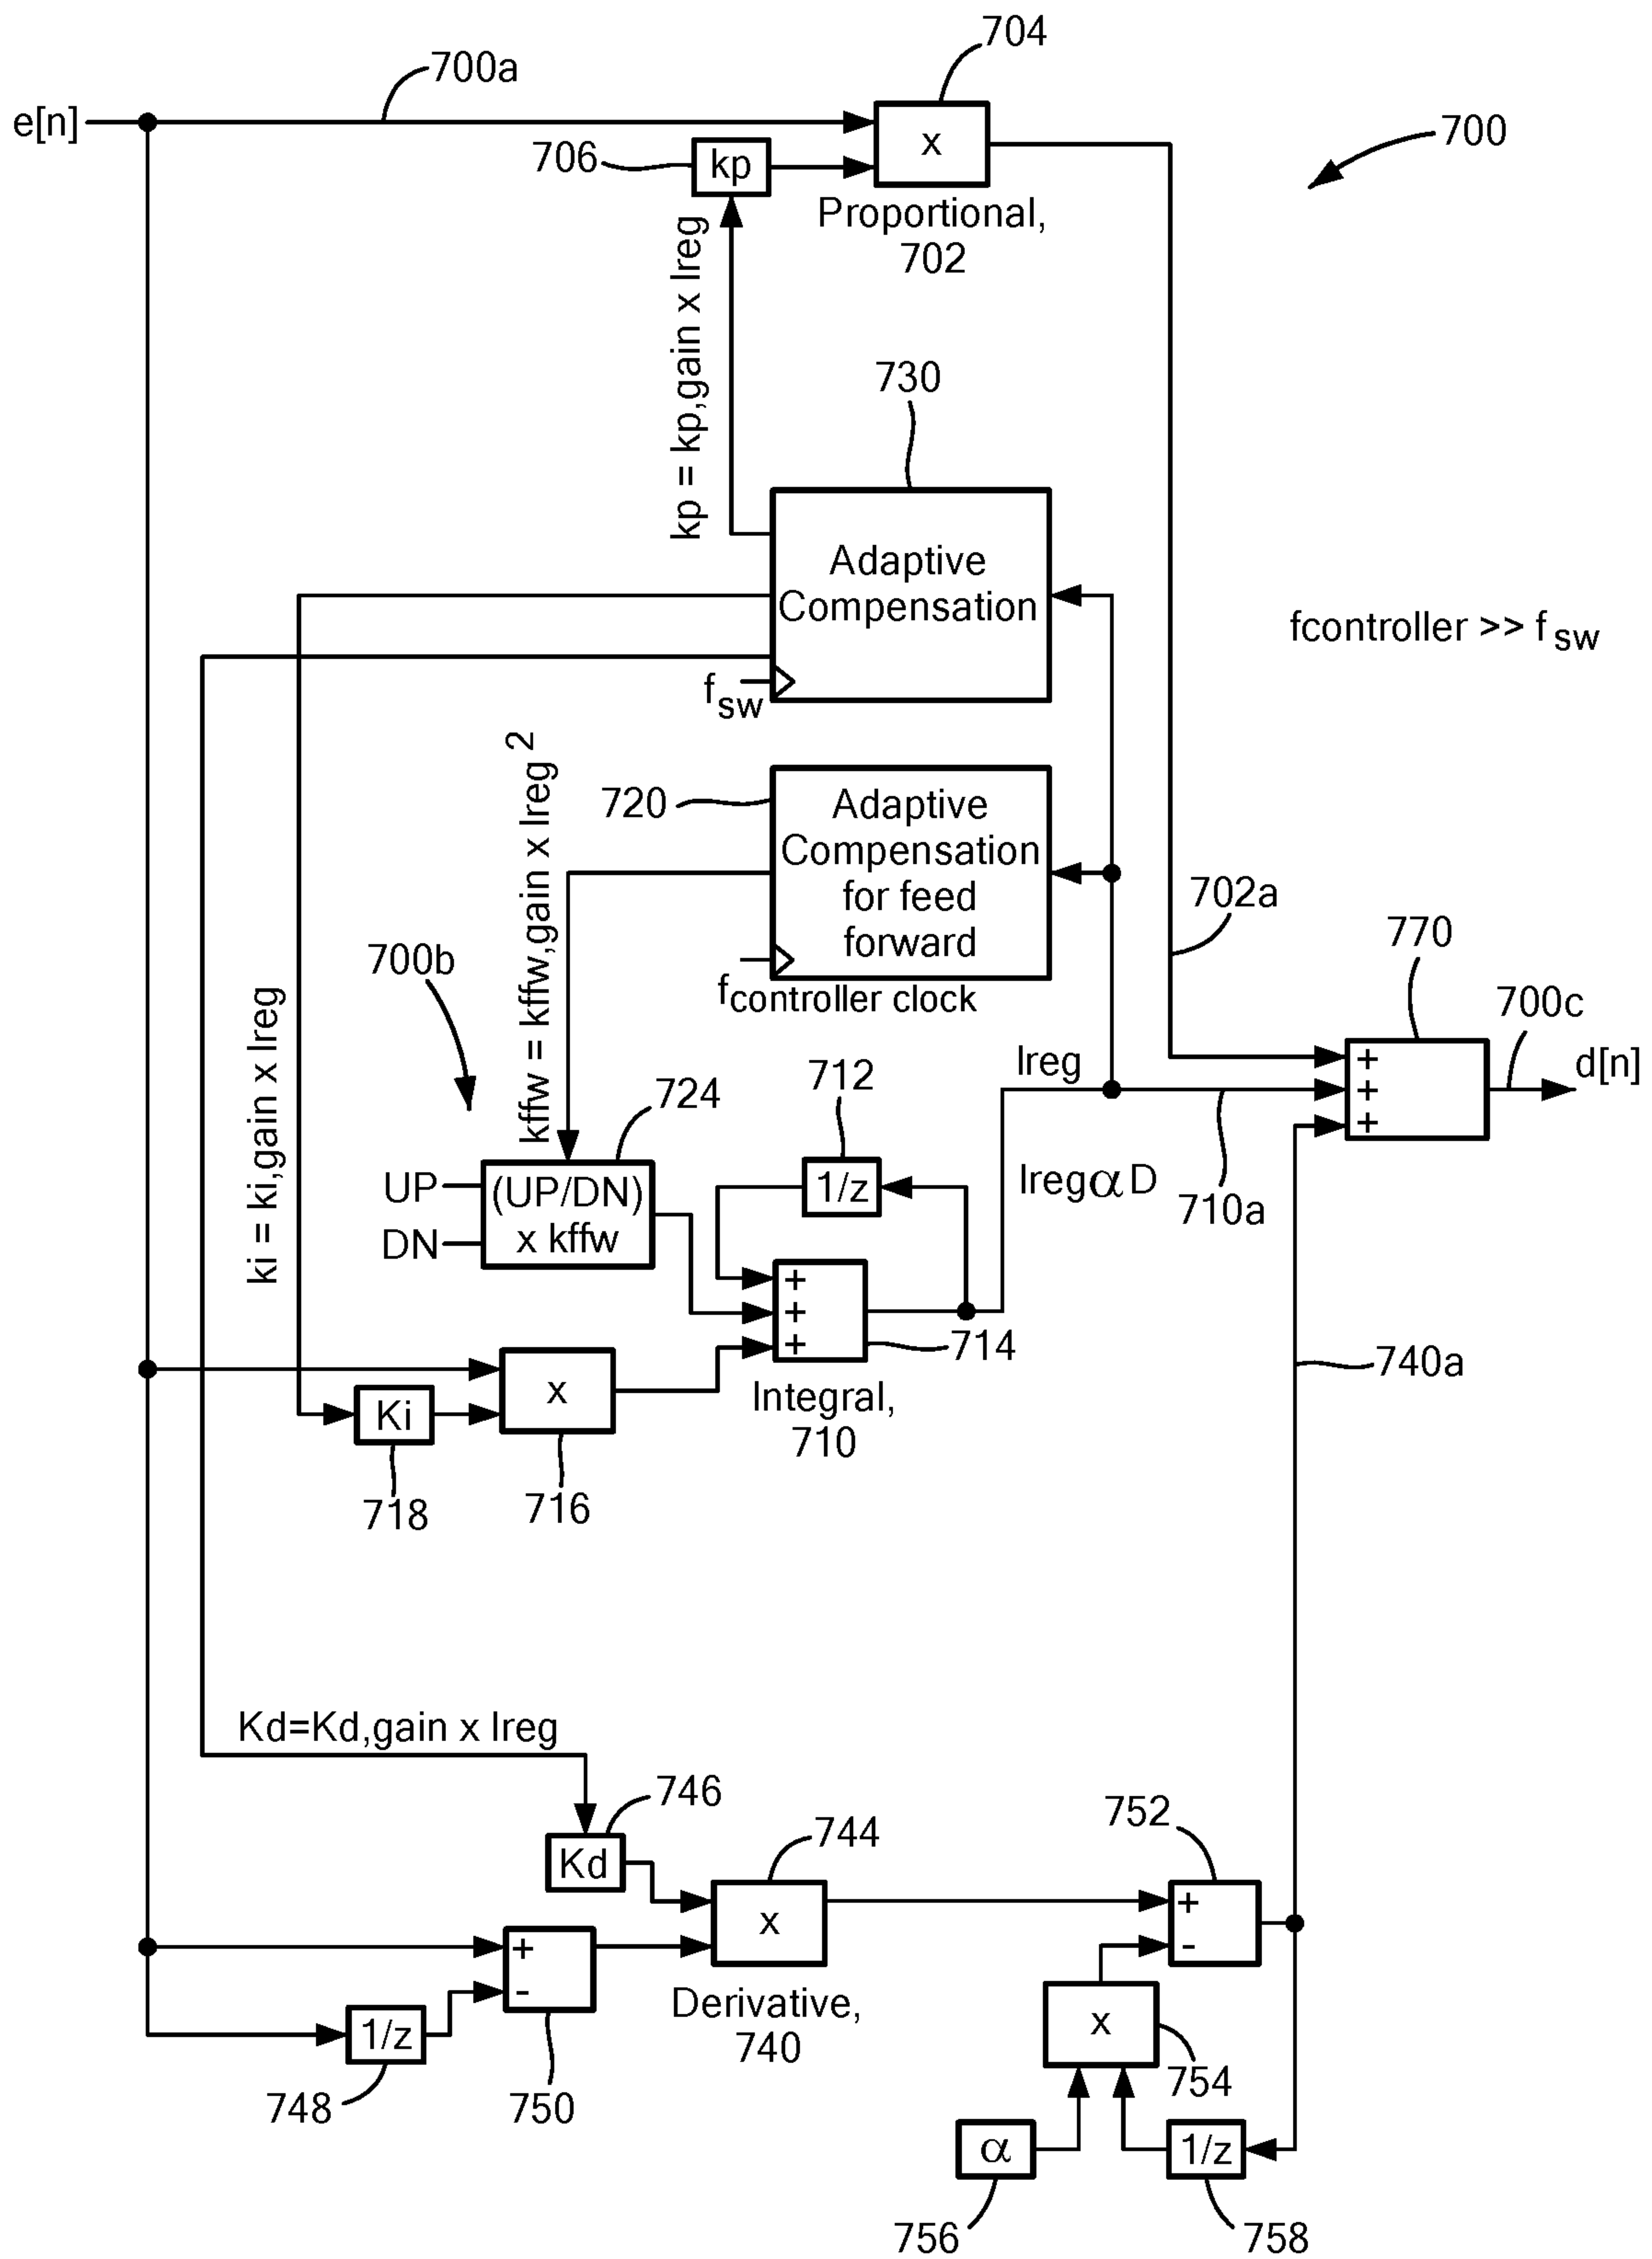 704
700a
e[n]
x
700
706
kp
Proportional,
702
kp = kp,gain x Ireg
730
Adaptive
Compensation
fcontroller >> f sw
fsw
kffw = kffw,gain x Ireg 2
720
Adaptive
Compensation
for feed
forward
702a
770
700b
fcontroller clock
700c
ki = ki,gain x Ireg
Ireg
712
+
d[n]
724
+
+
UP
(UP/DN)
1/z
IregαD
710a
DN
x kffw
+
+
+
714
740a
x
Integral,
Ki
710
718
716
Kd=Kd,gain x Ireg
746
752
744
Kd
+
x
+
-
-
Derivative,
1/z
x
740
754
748
750
α
1/z
756
758